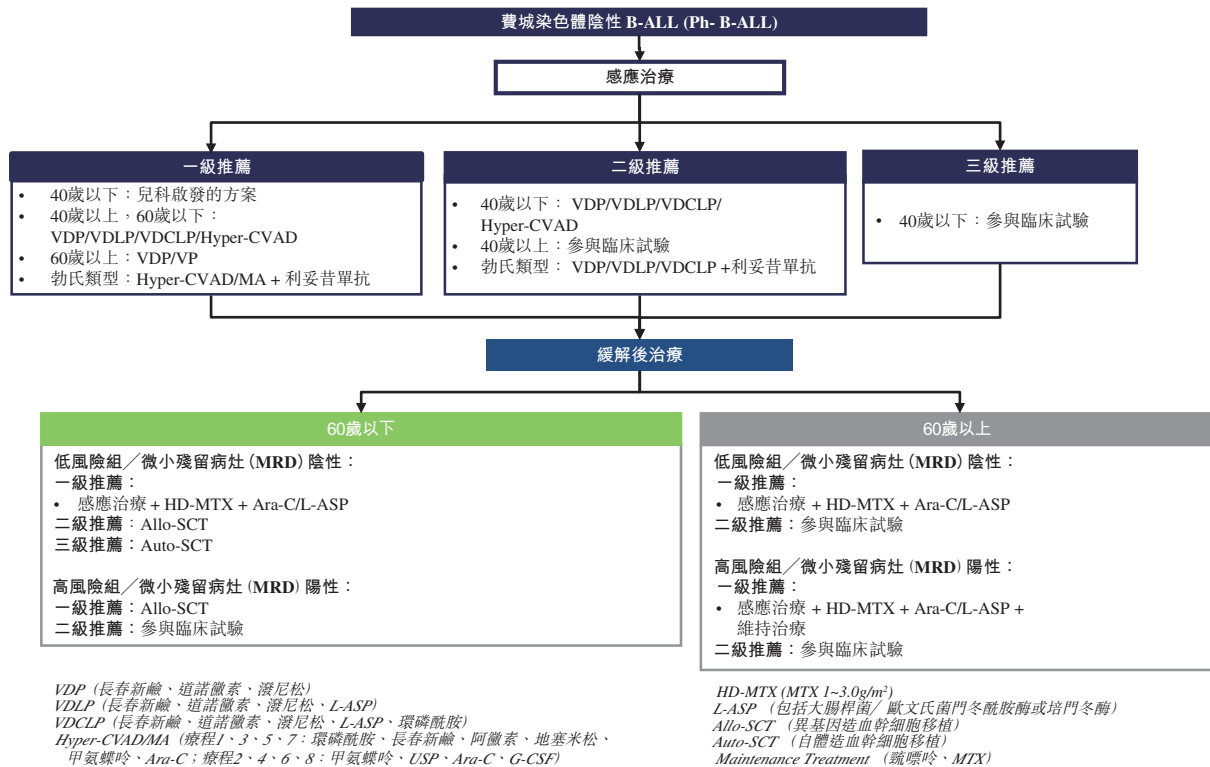 費城染色體陰性 B-ALL (Ph- B-ALL)
感應治療
一級推薦
• 40歲以下：兒科啟發的方案
• 40歲以上，60歲以下：
VDP/VDLP/VDCLP/Hyper-CVAD
• 60歲以上：VDP/VP
• 勃氏類型：Hyper-CVAD/MA + 利妥昔單抗
二級推薦
• 40歲以下： VDP/VDLP/VDCLP/
Hyper-CVAD
• 40歲以上：參與臨床試驗
• 勃氏類型： VDP/VDLP/VDCLP +利妥昔單抗
三級推薦
• 40歲以下：參與臨床試驗
緩解後治療
60歲以下
低風險組／微小殘留病灶 (MRD) 陰性：
一級推薦：
• 感應治療 + HD-MTX + Ara-C/L-ASP
二級推薦：Allo-SCT
三級推薦：Auto-SCT
高風險組／微小殘留病灶 (MRD) 陽性：
一級推薦：Allo-SCT
二級推薦：參與臨床試驗
60歲以上
低風險組／微小殘留病灶 (MRD) 陰性：
一級推薦：
• 感應治療 + HD-MTX + Ara-C/L-ASP
二級推薦：參與臨床試驗
高風險組／微小殘留病灶 (MRD) 陽性：
一級推薦：
• 感應治療 + HD-MTX + Ara-C/L-ASP +
維持治療
二級推薦：參與臨床試驗
VDP（長春新鹼、道諾黴素、潑尼松）
VDLP（長春新鹼、道諾黴素、潑尼松、L-ASP）
VDCLP（長春新鹼、道諾黴素、潑尼松、L-ASP、環磷酰胺）
Hyper-CVAD/MA（療程1、3、5、7：環磷酰胺、長春新鹼、阿黴素、地塞米松、
甲氨蝶呤、Ara-C；療程2、4、6、8：甲氨蝶呤、USP、Ara-C、G-CSF）
HD-MTX (MTX 1~3.0g/m²)
L-ASP （包括大腸桿菌／歐文氏菌門冬酰胺酶或培門冬酶）
Allo-SCT（異基因造血幹細胞移植）
Auto-SCT（自體造血幹細胞移植）
Maintenance Treatment （巰嘌呤、MTX）